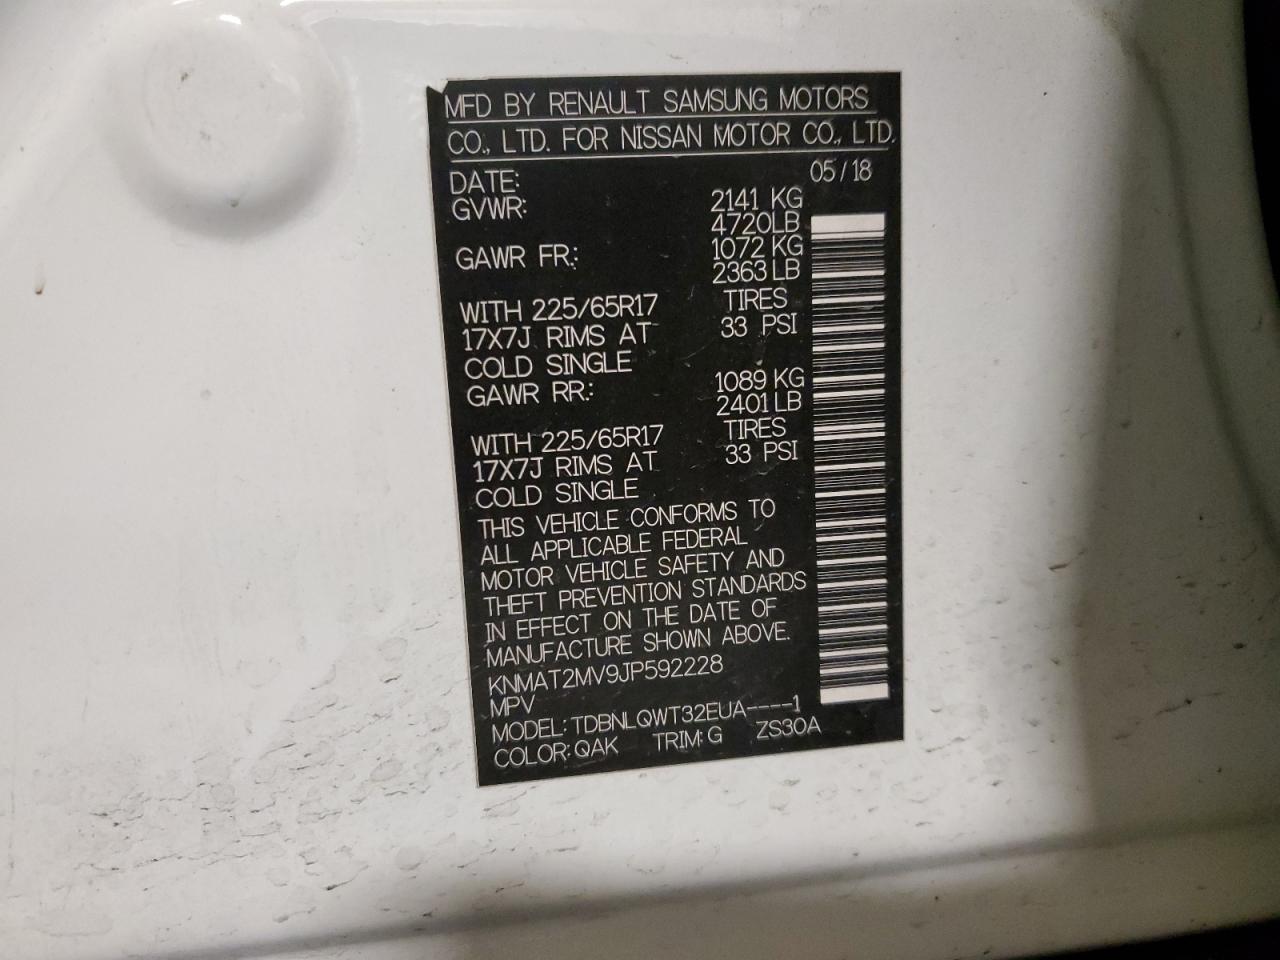 MFD BY RENAULT SAMSUNG MOTORS
CO., LTD. FOR NISSAN MOTOR CO., LTD.
DATE: 05/18
GVWR: 2141 KG
4720LB
GAWR FR: 1072 KG
2363 LB
WITH 225/65R17 TIRES
17X7J RIMS AT 33 PSI
COLD SINGLE
GAWR RR: 1089 KG
2401 LB
WITH 225/65R17 TIRES
17X7J RIMS AT 33 PSI
COLD SINGLE
THIS VEHICLE CONFORMS TO
ALL APPLICABLE FEDERAL
MOTOR VEHICLE SAFETY AND
THEFT PREVENTION STANDARDS
IN EFFECT ON THE DATE OF
MANUFACTURE SHOWN ABOVE.
KNMAT2MV9JP592228
MPV
MODEL: TDBNLQWT32EUA----1
COLOR: QAK TRIM: G ZS30A